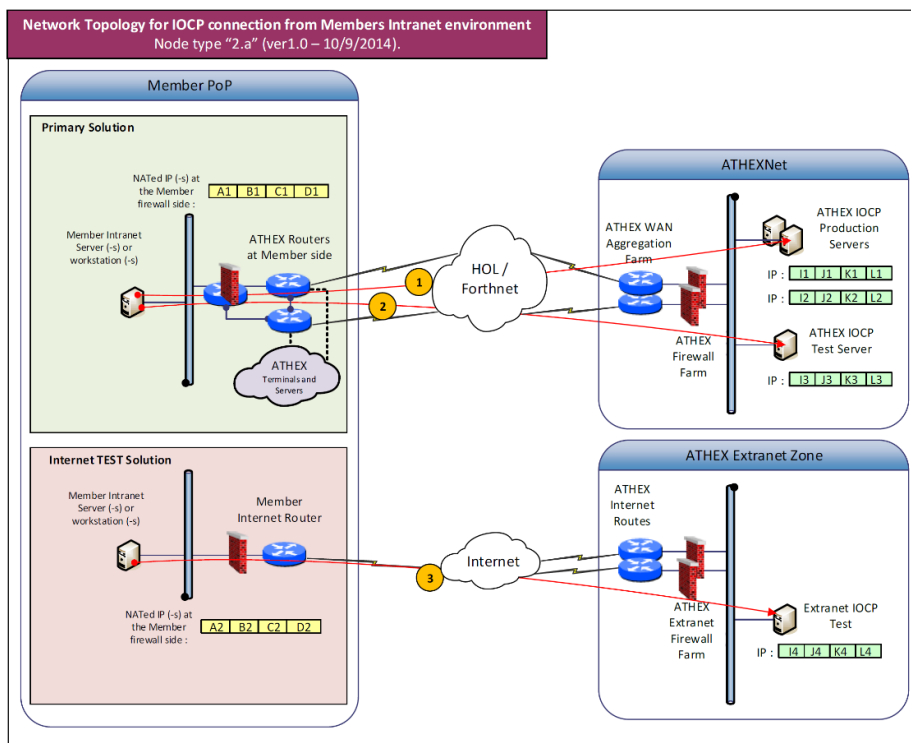 Network Topology for IOCP connection from Members Intranet environment
Node type “2.a” (ver1.0 – 10/9/2014).
Member PoP
Primary Solution
NATed IP (-s) at
the Member
firewall side :
A1 B1 C1 D1
Member Intranet
Server (-s) or
workstation (-s)
ATHEX Routers
at Member side
ATHEX
Terminals and
Servers
1
2
HOL /
Forthnet
ATHEXNet
ATHEX WAN
Aggregation
Farm
ATHEX
Firewall
Farm
ATHEX IOCP
Production
Servers
IP : I1 J1 K1 L1
IP : I2 J2 K2 L2
ATHEX IOCP
Test Server
IP : I3 J3 K3 L3
Internet TEST Solution
Member Intranet
Server (-s) or
workstation (-s)
Member
Internet Router
NATed IP (-s) at
the Member
firewall side :
A2 B2 C2 D2
3
Internet
ATHEX Extranet Zone
ATHEX
Internet
Routes
ATHEX
Extranet
Firewall
Farm
Extranet IOCP
Test
IP : I4 J4 K4 L4